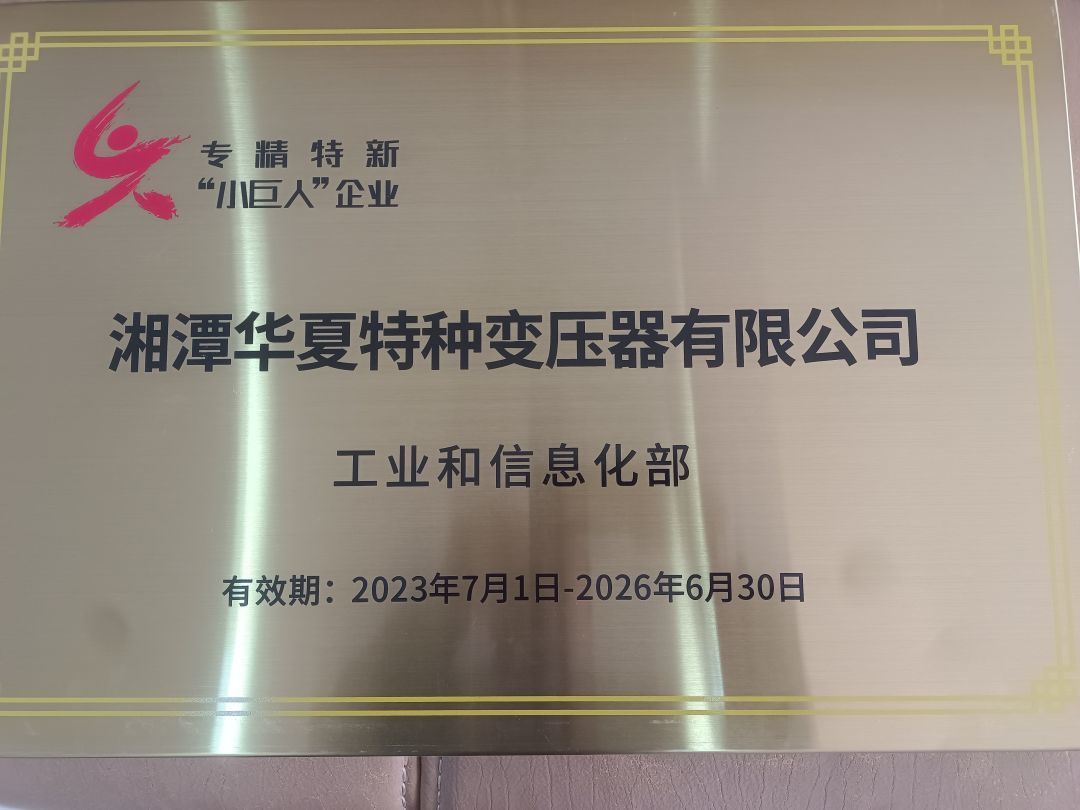 专精特新
“小巨人”企业
湘潭华夏特种变压器有限公司
工业和信息化部
有效期：2023年7月1日-2026年6月30日